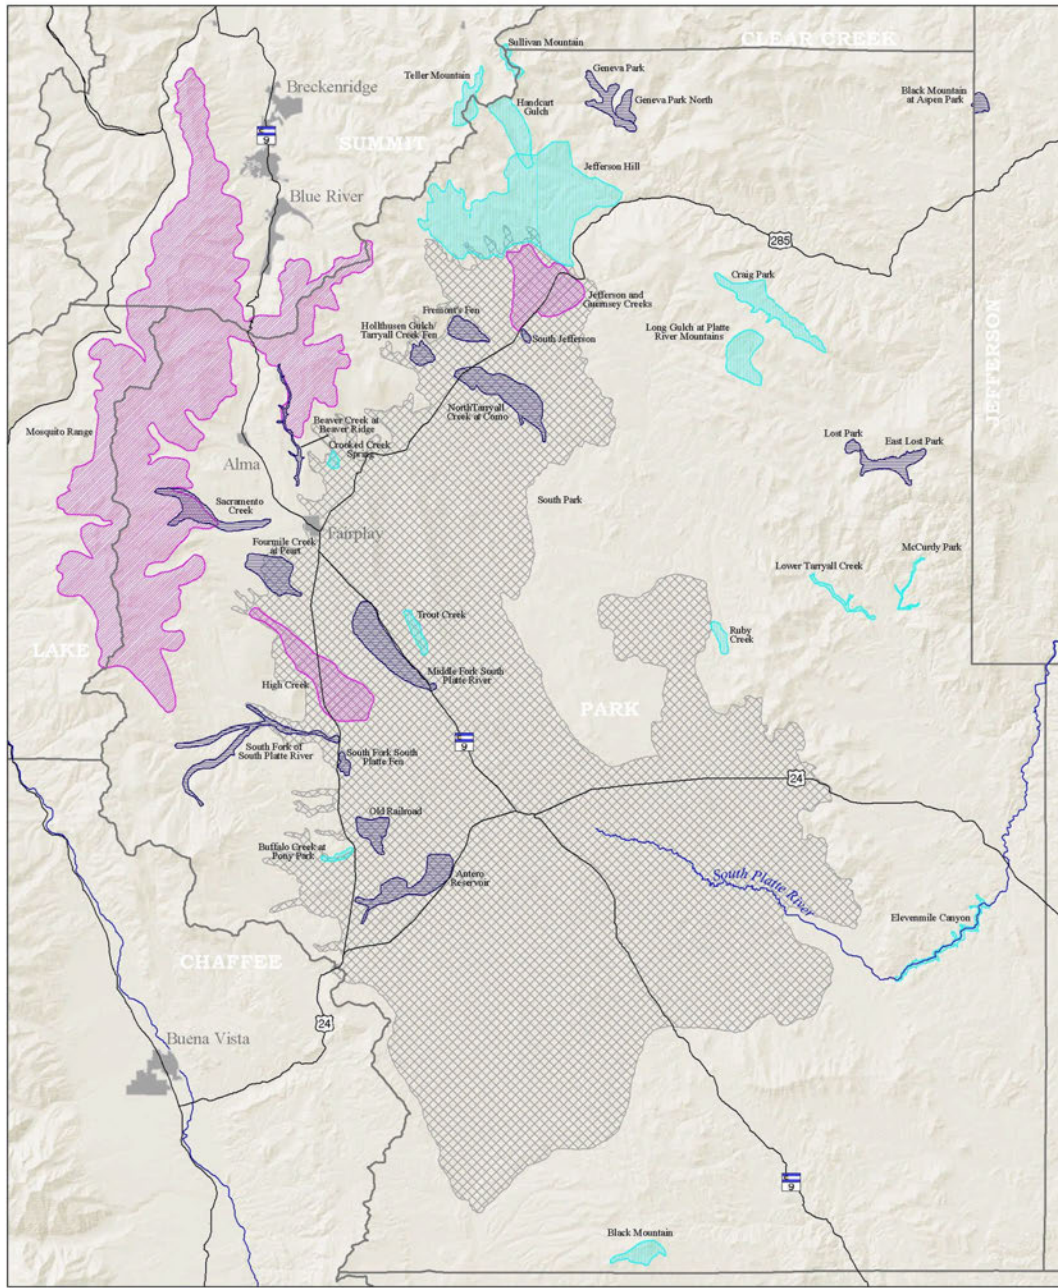 CLEAR CREEK
Sullivan Mountain
Teller Mountain
Geneva Park
Breckenridge
Black Mountain
at Aspen Park
Geneva Park North
Handcart
Gulch
9
SUMMIT
Jefferson Hill
Blue River
285
Craig Park
Jefferson and
Guernsey Creeks
Fremont's Fen
JEFFERSON
Hollthusen Gulch/
Tarryall Creek Fen
Long Gulch at Platte
River Mountains
South Jefferson
NorthTarryall
Creek at Como
Beaver Creek at
Beaver Ridge
Mosquito Range
Lost Park
East Lost Park
Crooked Creek
Spring
Alma
South Park
Sacramento
Creek
Fairplay
Fourmile Creek
at Peart
McCurdy Park
Lower Tarryall Creek
Trout Creek
Ruby
Creek
LAKE
Middle Fork South
Platte River
High Creek
PARK
9
South Fork of
South Platte River
South Fork South
Platte Fen
24
Old Railroad
Buffalo Creek at
Pony Park
Antero
Reservoir
South Platte River
Elevenmile Canyon
CHAFFEE
24
Buena Vista
9
Black Mountain